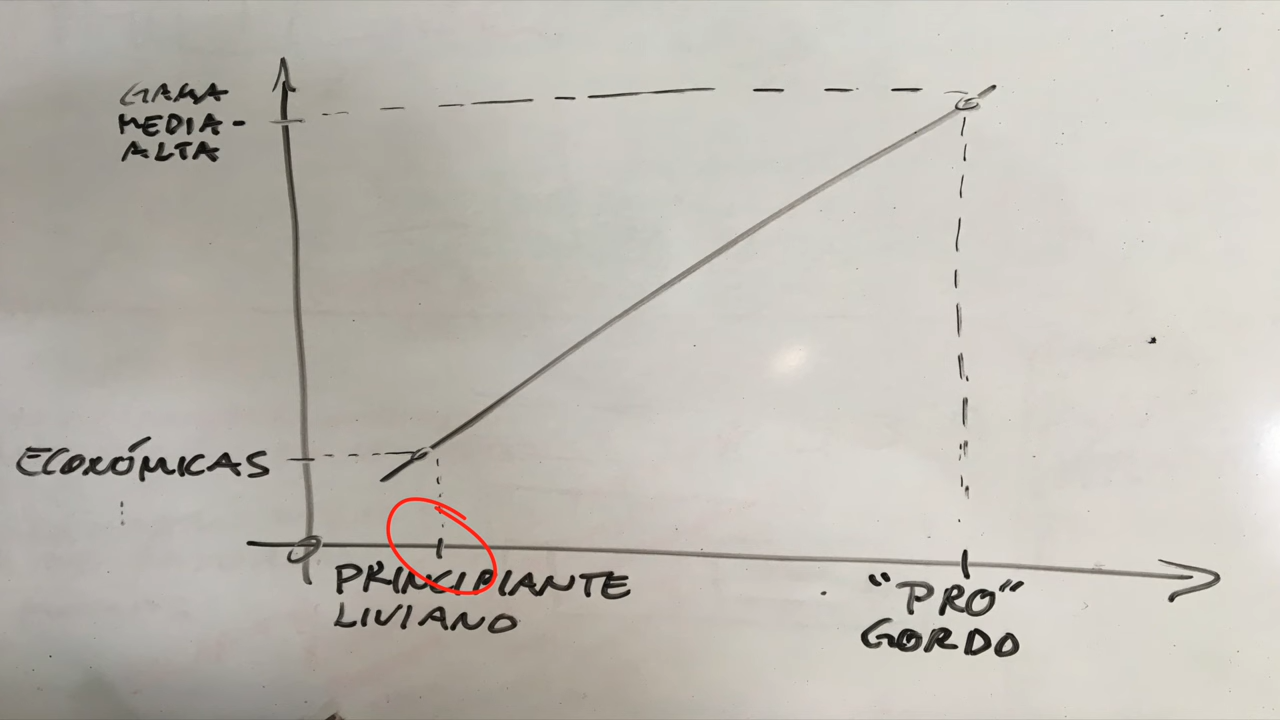 GAMA
MEDIA-
ALTA
ECONÓMICAS
PRINCIPIANTE
LIVIANO
"PRO"
GORDO